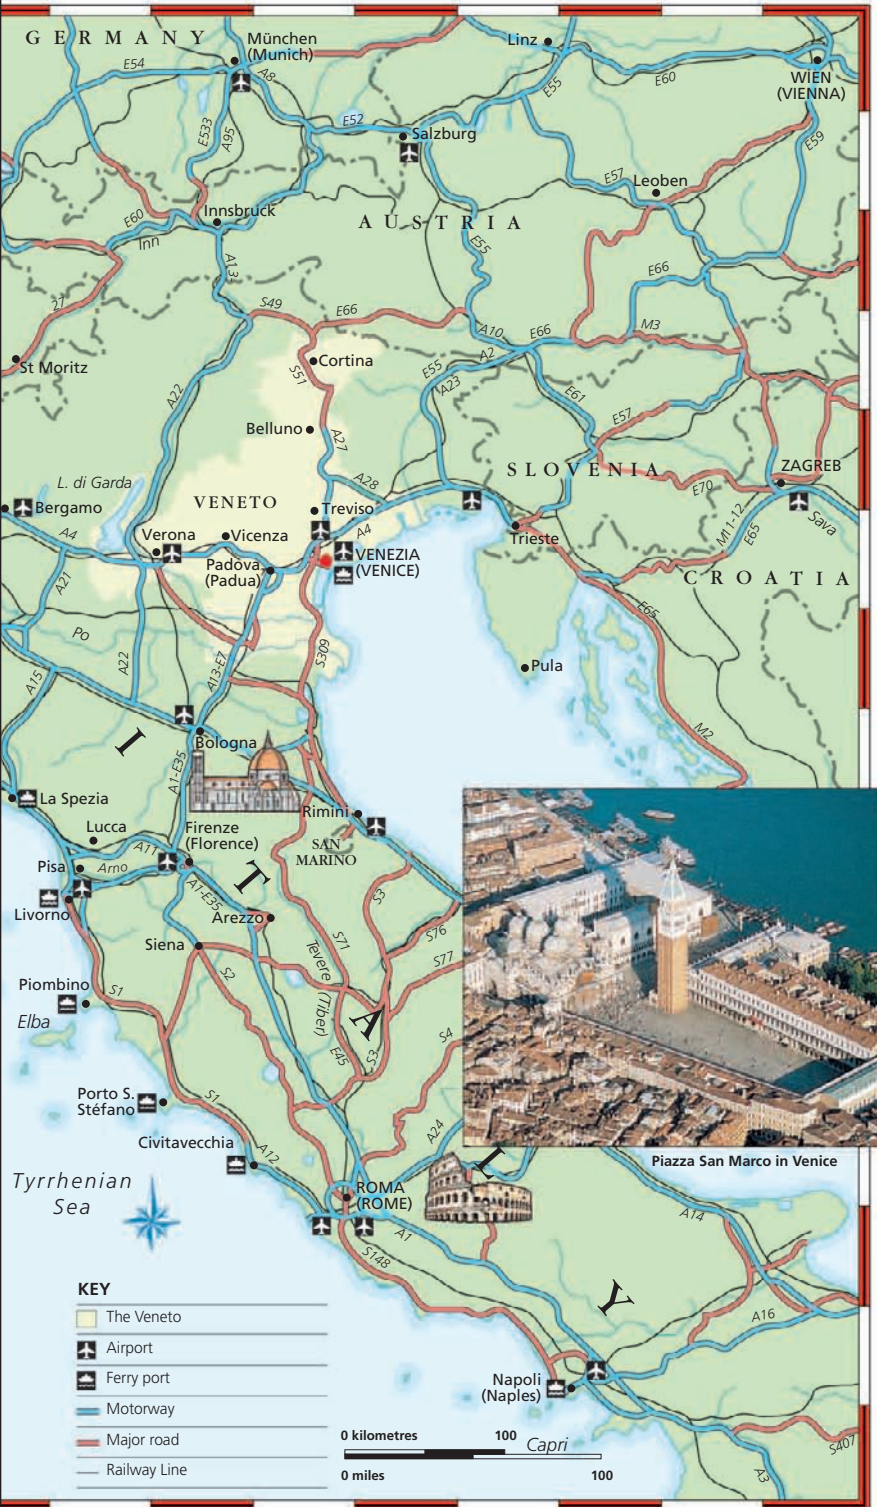 GERMANY
München
(Munich)
Linz
WIEN
(VIENNA)
E54
A8
E55
E60
E52
Salzburg
E533
A95
E59
E57
Leoben
E60
Innsbruck
Inn
AUSTRIA
E55
A13
E66
27
S49
E66
A10
E66
M3
St Moritz
Cortina
S51
E55
A2
A23
E61
A22
E57
Belluno
A27
SLOVENIA
ZAGREB
L. di Garda
VENETO
A28
E70
Bergamo
Treviso
A4
Verona
Vicenza
A4
Trieste
M11-12
E65
Sava
Padova
(Padua)
VENEZIA
(VENICE)
CROATIA
A21
E65
Po
A22
A13-E7
S309
A15
Pula
M2
Bologna
A1-E35
La Spezia
Rimini
Lucca
Firenze
(Florence)
SAN
MARINO
A11
Pisa
Arno
A1-E35
S3
Livorno
Arezzo
S71
S76
Siena
S2
Tevere
(Tiber)
S77
Piombino
S1
Elba
E45
S3
S4
Porto S.
Stéfano
S1
A24
Civitavecchia
A12
ITALY
Piazza San Marco in Venice
Tyrrhenian
Sea
ROMA
(ROME)
A1
A14
S148
KEY
The Veneto
Airport
Ferry port
Motorway
Major road
Railway Line
A16
Napoli
(Naples)
0 kilometres 100
Capri
0 miles 100
S407
A3